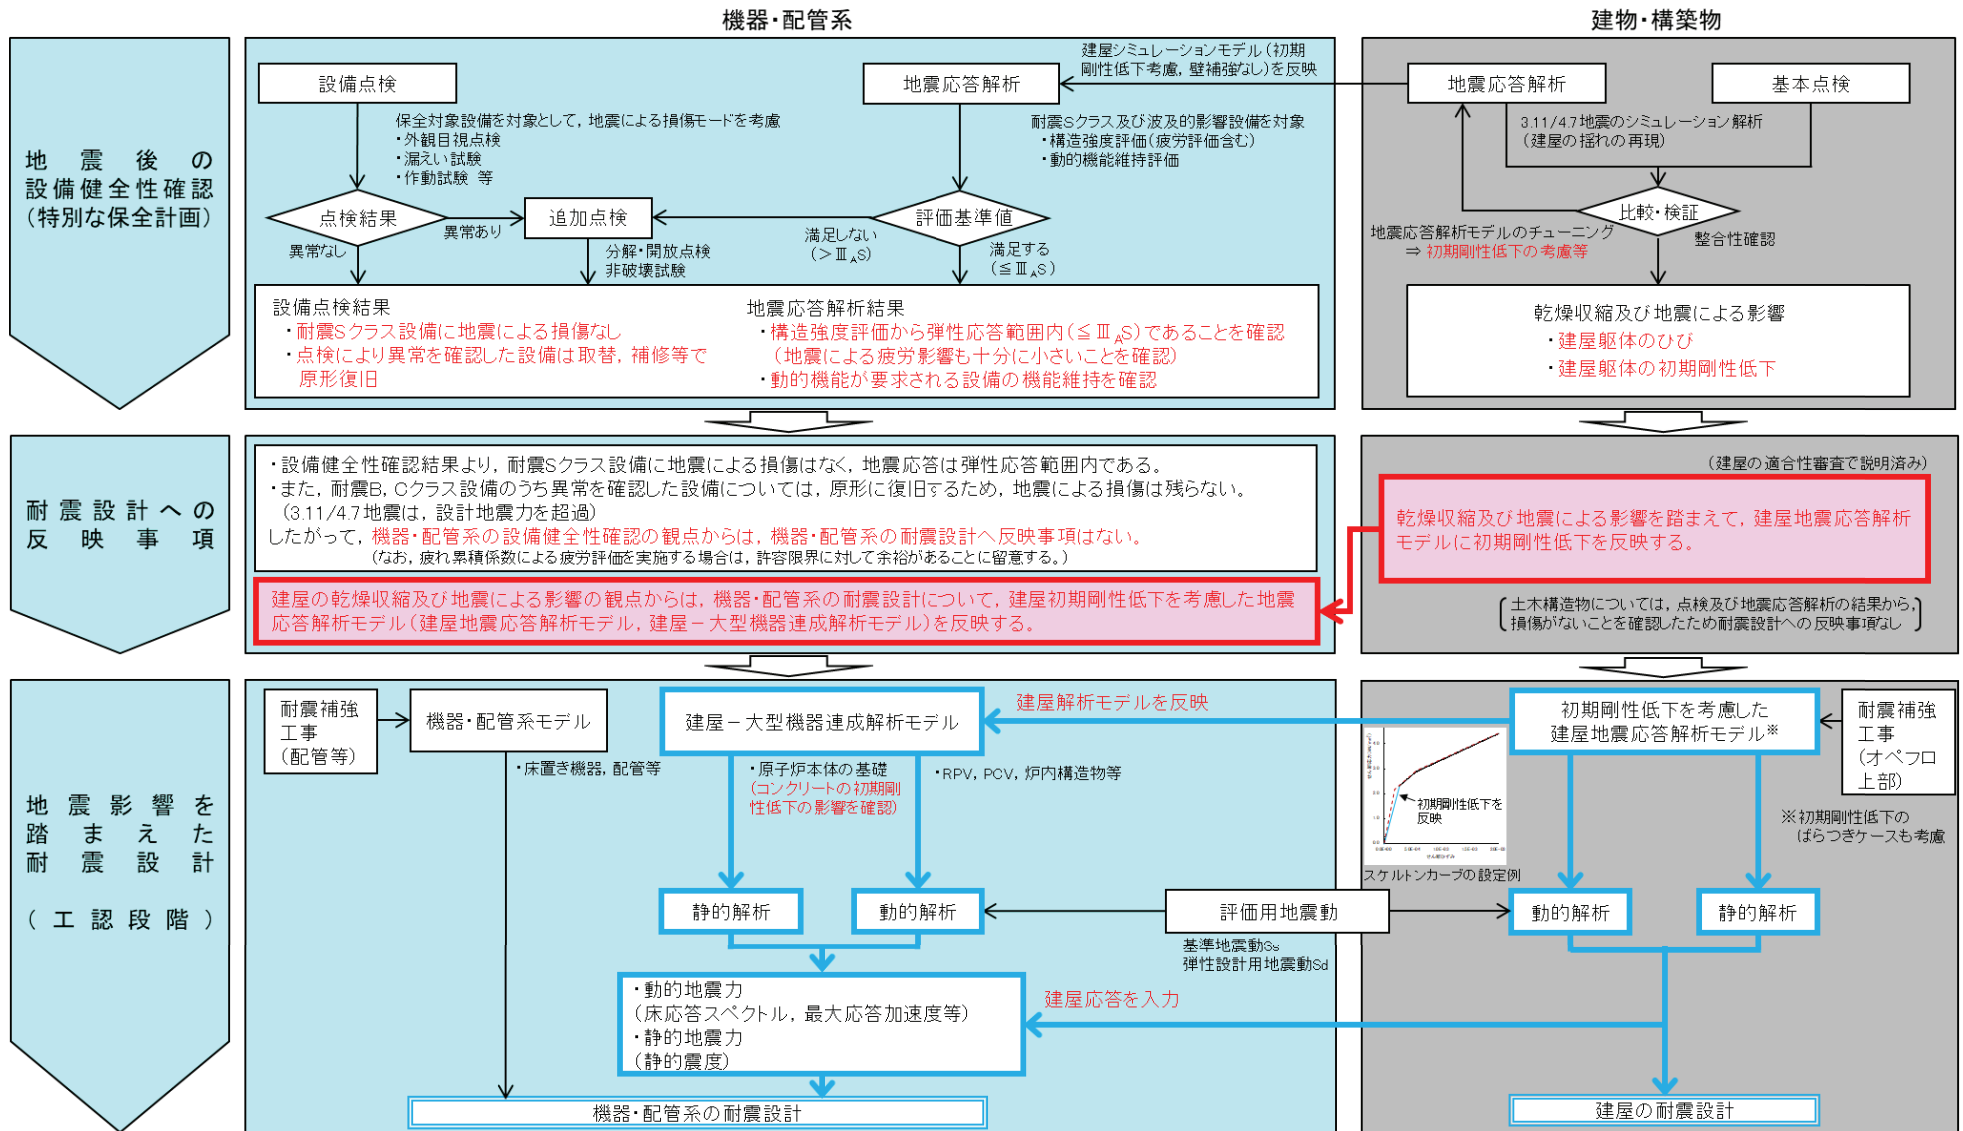 機器・配管系
建物・構築物
地震後の
設備健全性確認
(特別な保全計画)
設備点検
保全対象設備を対象として，地震による損傷モードを考慮
・外観目視点検
・漏えい試験
・作動試験 等
点検結果
異常なし
異常あり
追加点検
分解・開放点検
非破壊試験
地震応答解析
耐震Sクラス及び波及的影響設備を対象
・構造強度評価(疲労評価含む)
・動的機能維持評価
評価基準値
満足しない
(＞ⅢAS)
満足する
(≦ⅢAS)
建屋シミュレーションモデル(初期
剛性低下考慮，壁補強なし)を反映
設備点検結果
・耐震Sクラス設備に地震による損傷なし
・点検により異常を確認した設備は取替，補修等で
原形復旧
地震応答解析結果
・構造強度評価から弾性応答範囲内(≦ⅢAS)であることを確認
(地震による疲労影響も十分に小さいことを確認)
・動的機能が要求される設備の機能維持を確認
地震応答解析
基本点検
3.11/4.7地震のシミュレーション解析
(建屋の揺れの再現)
比較・検証
地震応答解析モデルのチューニング
⇒ 初期剛性低下の考慮等
整合性確認
乾燥収縮及び地震による影響
・建屋躯体のひび
・建屋躯体の初期剛性低下
耐震設計への
反映事項
・設備健全性確認結果より，耐震Sクラス設備に地震による損傷はなく，地震応答は弾性応答範囲内である。
・また，耐震B，Cクラス設備のうち異常を確認した設備については，原形に復旧するため，地震による損傷は残らない。
(3.11/4.7地震は，設計地震力を超過)
したがって，機器・配管系の設備健全性確認の観点からは，機器・配管系の耐震設計へ反映事項はない。
(なお，疲れ累積係数による疲労評価を実施する場合は，許容限界に対して余裕があることに留意する。)
建屋の乾燥収縮及び地震による影響の観点からは，機器・配管系の耐震設計について，建屋初期剛性低下を考慮した地震
応答解析モデル(建屋地震応答解析モデル，建屋－大型機器連成解析モデル)を反映する。
(建屋の適合性審査で説明済み)
乾燥収縮及び地震による影響を踏まえて，建屋地震応答解析
モデルに初期剛性低下を反映する。
土木構造物については，点検及び地震応答解析の結果から，
損傷がないことを確認したため耐震設計への反映事項なし
地震影響を
踏まえた
耐震設計
(工認段階)
耐震補強
工事
(配管等)
機器・配管系モデル
・床置き機器，配管等
建屋－大型機器連成解析モデル
・原子炉本体の基礎
(コンクリートの初期剛
性低下の影響を確認)
・RPV，PCV，炉内構造物等
建屋解析モデルを反映
静的解析
動的解析
評価用地震動
基準地震動Ss
弾性設計用地震動Sd
・動的地震力
(床応答スペクトル，最大応答加速度等)
・静的地震力
(静的震度)
建屋応答を入力
機器・配管系の耐震設計
初期剛性低下を考慮した
建屋地震応答解析モデル※
耐震補強
工事
(オペフロ
上部)
初期剛性低下を
反映
スケルトンカーブの設定例
※初期剛性低下の
ばらつきケースも考慮
動的解析
静的解析
建屋の耐震設計